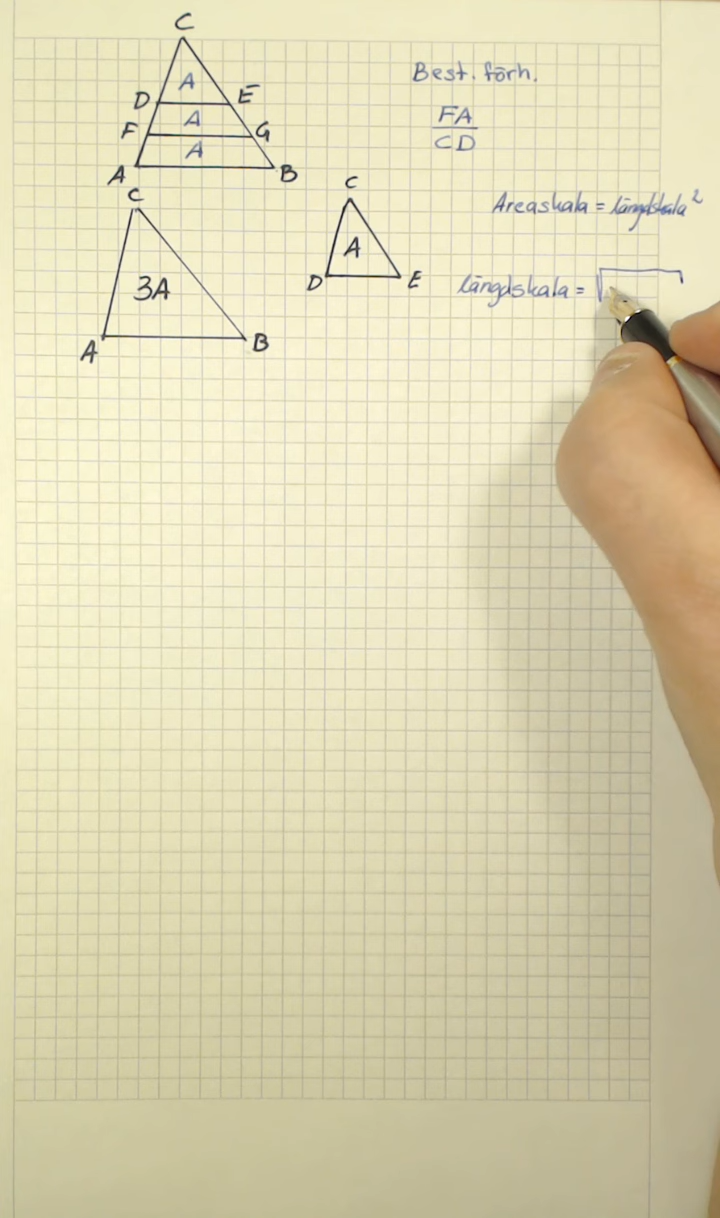 C
A
D E
A
F G
A
A B
Best. förh.
FA
CD
C
3A
A B
C
A
D E
Areaskala = längdskala²
längdskala = √